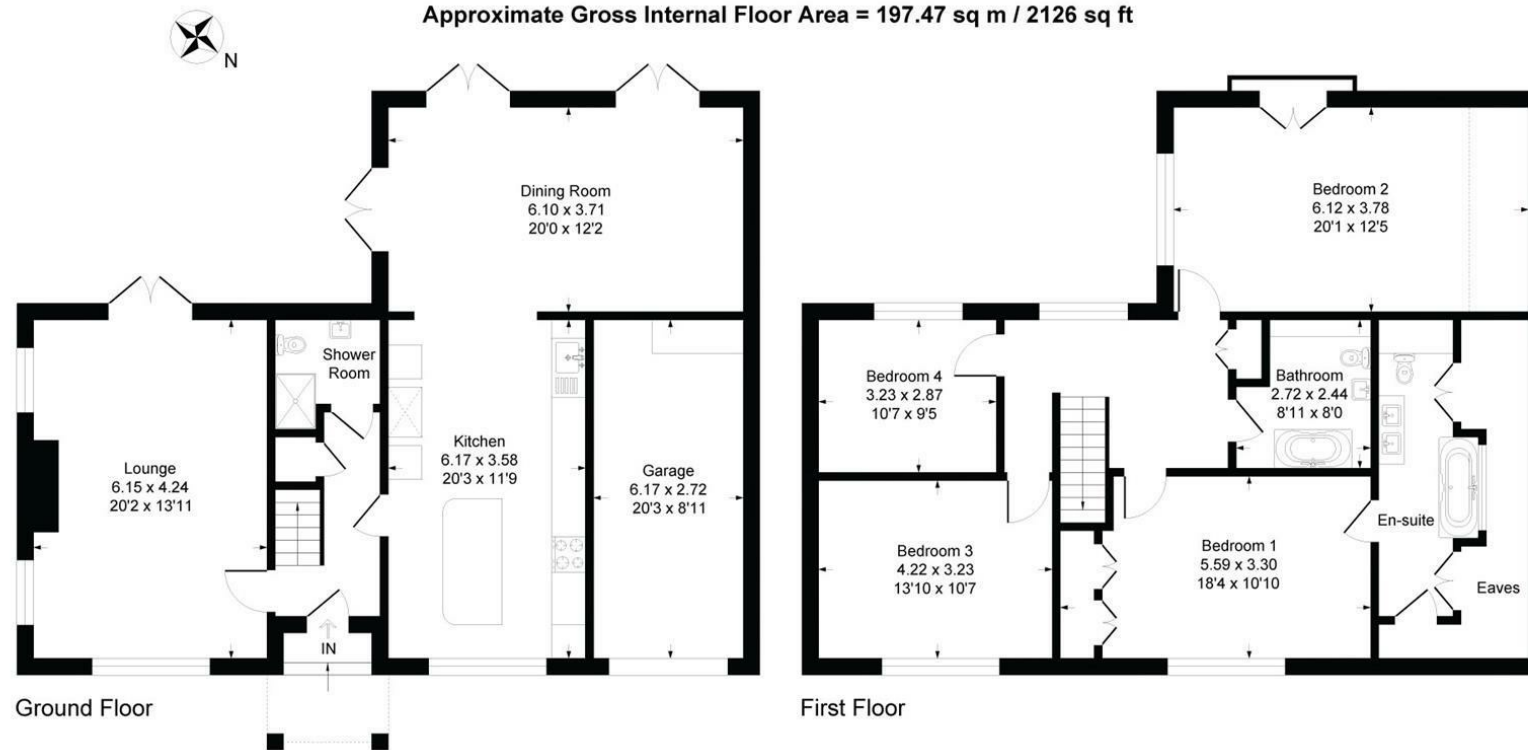 Approximate Gross Internal Floor Area = 197.47 sq m / 2126 sq ft
N
Dining Room
6.10 x 3.71
20'0 x 12'2
Shower
Room
Lounge
6.15 x 4.24
20'2 x 13'11
Kitchen
6.17 x 3.58
20'3 x 11'9
Garage
6.17 x 2.72
20'3 x 8'11
IN
Ground Floor
Bedroom 2
6.12 x 3.78
20'1 x 12'5
Bedroom 4
3.23 x 2.87
10'7 x 9'5
Bathroom
2.72 x 2.44
8'11 x 8'0
Bedroom 3
4.22 x 3.23
13'10 x 10'7
Bedroom 1
5.59 x 3.30
18'4 x 10'10
En-suite
Eaves
First Floor